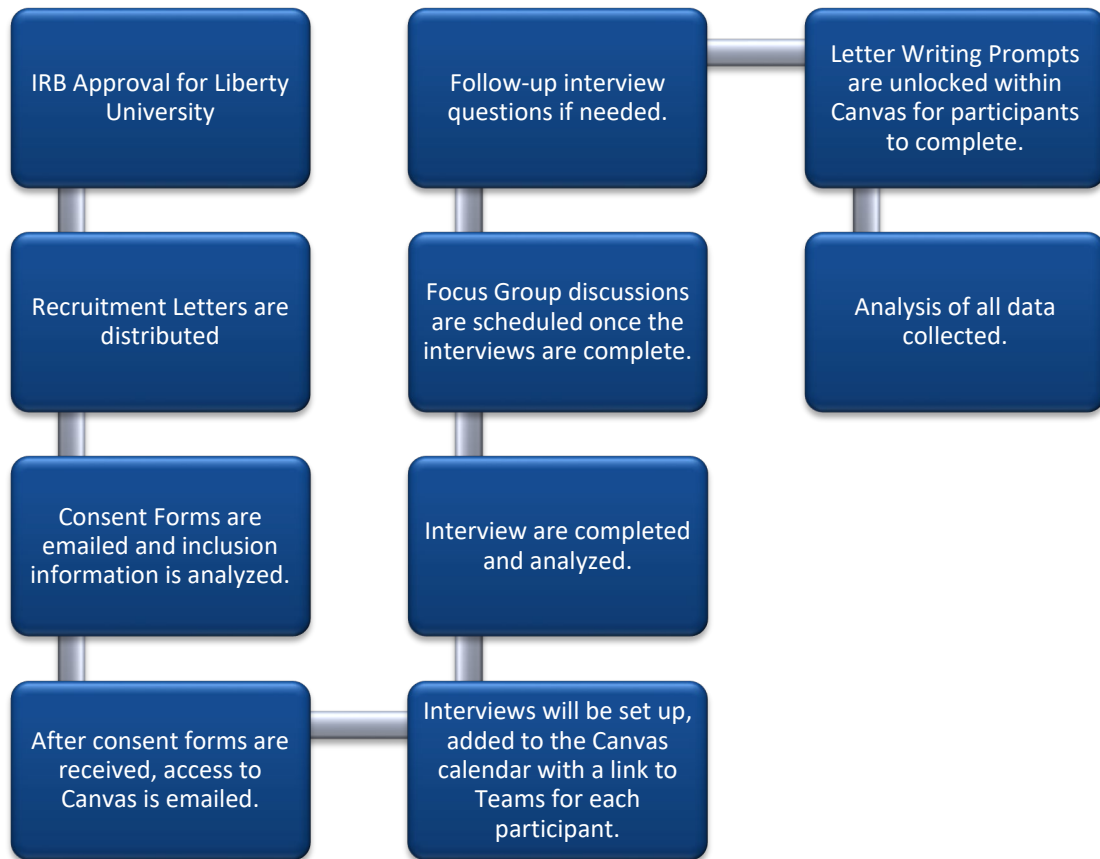 IRB Approval for Liberty
University
Recruitment Letters are
distributed
Consent Forms are
emailed and inclusion
information is analyzed.
After consent forms are
received, access to
Canvas is emailed.
Interviews will be set up,
added to the Canvas
calendar with a link to
Teams for each
participant.
Interview are completed
and analyzed.
Focus Group discussions
are scheduled once the
interviews are complete.
Follow-up interview
questions if needed.
Letter Writing Prompts
are unlocked within
Canvas for participants
to complete.
Analysis of all data
collected.